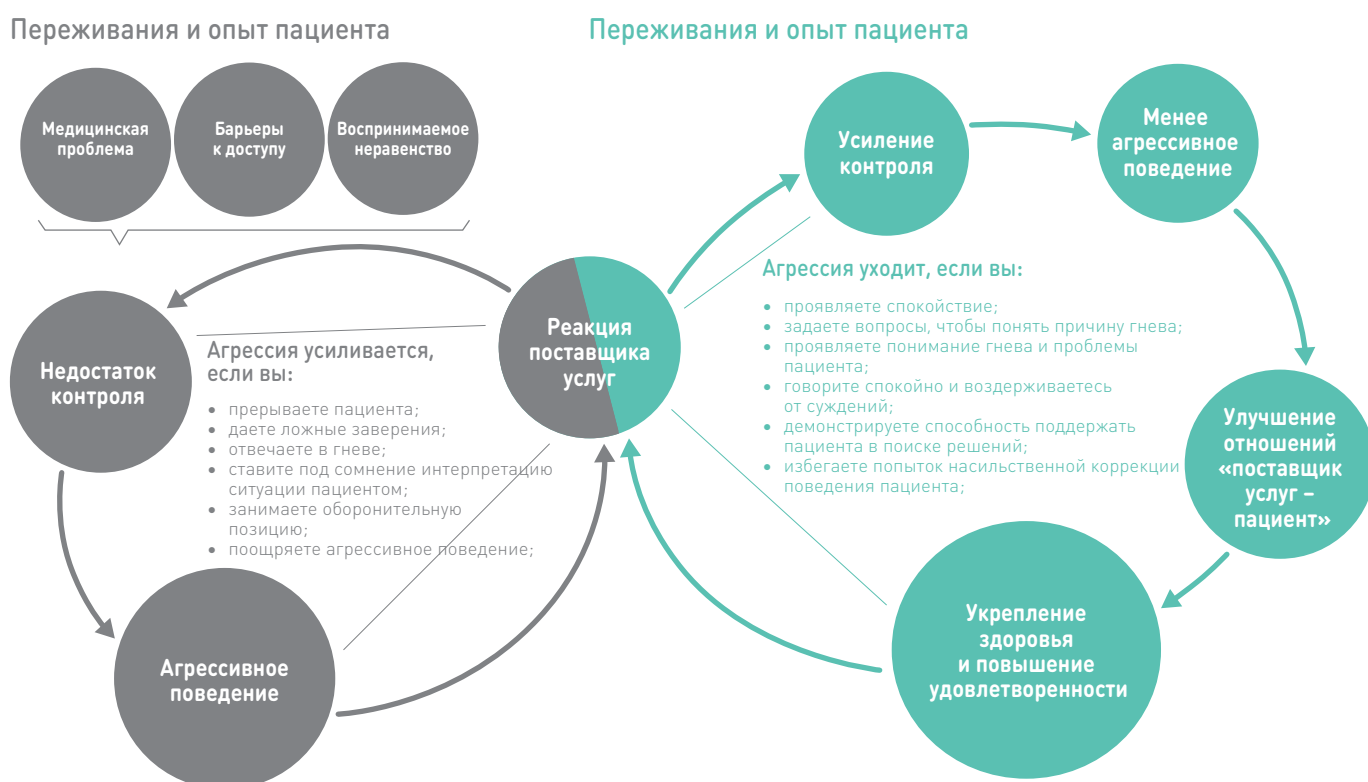 Переживания и опыт пациента
Медицинская
проблема
Барьеры
к доступу
Воспринимаемое
неравенство
Недостаток
контроля
Агрессия усиливается,
если вы:
• прерываете пациента;
• даете ложные заверения;
• отвечаете в гневе;
• ставите под сомнение интерпретацию
ситуации пациентом;
• занимаете оборонительную
позицию;
• поощряете агрессивное поведение;
Агрессивное
поведение
Реакция
поставщика
услуг
Переживания и опыт пациента
Усиление
контроля
Менее
агрессивное
поведение
Агрессия уходит, если вы:
• проявляете спокойствие;
• задаете вопросы, чтобы понять причину гнева;
• проявляете понимание гнева и проблемы
пациента;
• говорите спокойно и воздерживаетесь
от суждений;
• демонстрируете способность поддержать
пациента в поиске решений;
• избегаете попыток насильственной коррекции
поведения пациента;
Улучшение
отношений
«поставщик
услуг –
пациент»
Укрепление
здоровья
и повышение
удовлетворенности